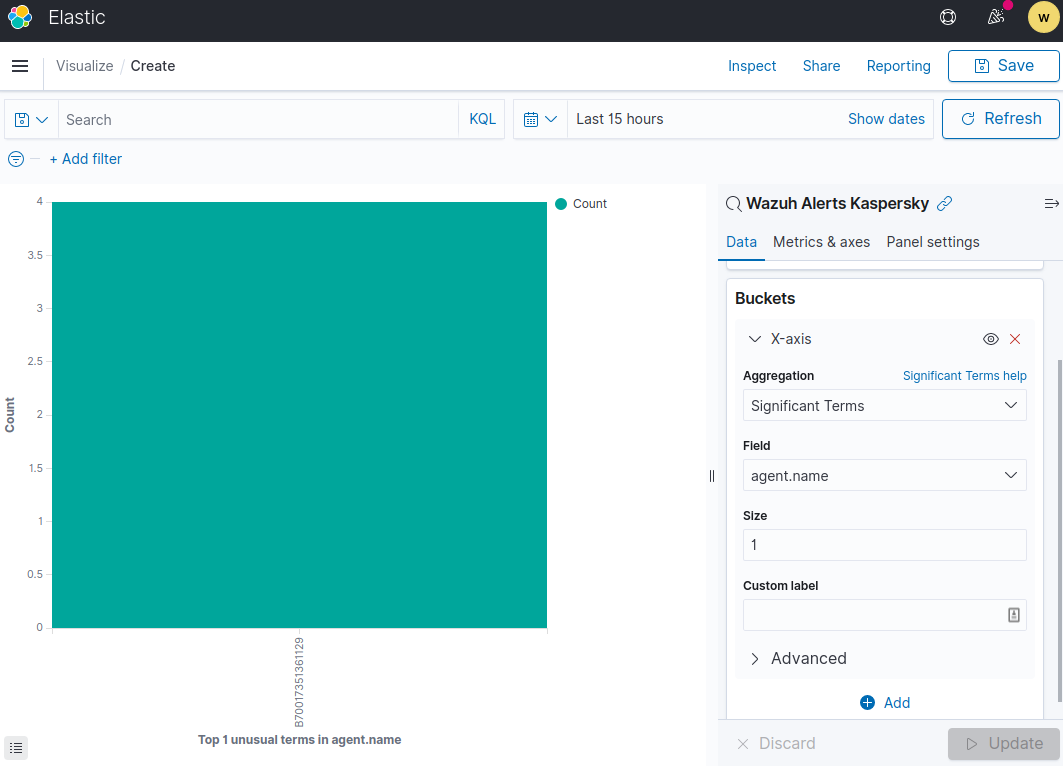 Elastic
W
Visualize / Create
Inspect
Share
Reporting
Save
Search
KQL
Last 15 hours
Show dates
Refresh
+ Add filter
4
3.5
3
2.5
2
1.5
1
0.5
0
Count
B70017351361129
Top 1 unusual terms in agent.name
Count
Wazuh Alerts Kaspersky
Data
Metrics & axes
Panel settings
Buckets
X-axis
Aggregation
Significant Terms help
Significant Terms
Field
agent.name
Size
1
Custom label
Advanced
Add
Discard
Update